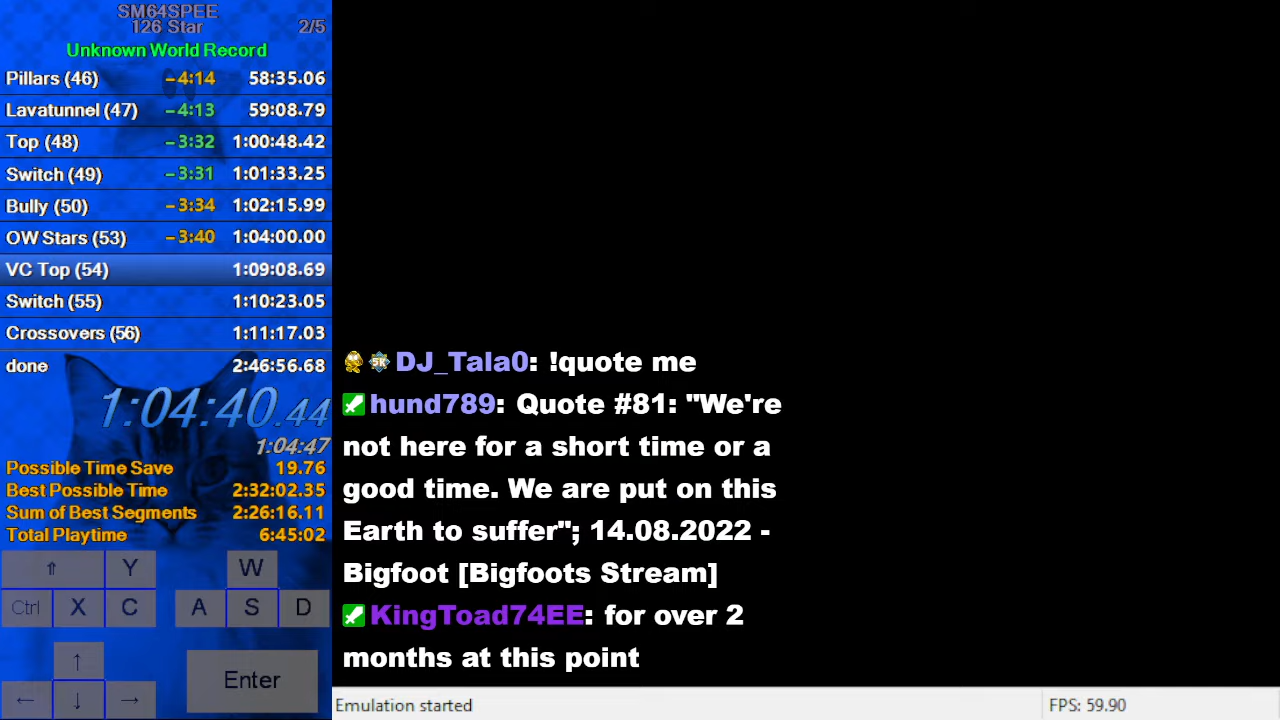 SM64SPEE
126 Star 2/5
Unknown World Record
Pillars (46) -4:14 58:35.06
Lavatunnel (47) -4:13 59:08.79
Top (48) -3:32 1:00:48.42
Switch (49) -3:31 1:01:33.25
Bully (50) -3:34 1:02:15.99
OW Stars (53) -3:40 1:04:00.00
VC Top (54) 1:09:08.69
Switch (55) 1:10:23.05
Crossovers (56) 1:11:17.03
done 2:46:56.68
1:04:40.44
1:04:47
Possible Time Save 19.76
Best Possible Time 2:32:02.35
Sum of Best Segments 2:26:16.11
Total Playtime 6:45:02
⇑ Y W
Ctrl X C A S D
↑
← ↓ → Enter
5K DJ_Tala0: !quote me
hund789: Quote #81: "We're
not here for a short time or a
good time. We are put on this
Earth to suffer"; 14.08.2022 -
Bigfoot [Bigfoots Stream]
KingToad74EE: for over 2
months at this point
Emulation started FPS: 59.90